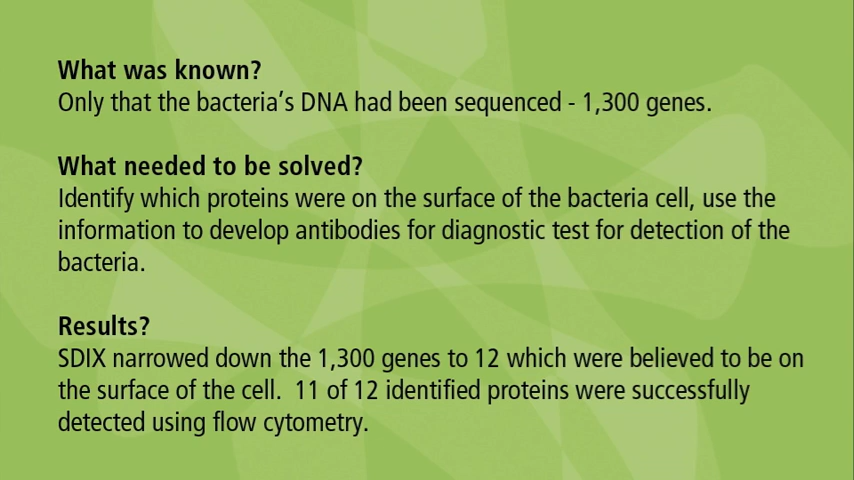 What was known?
Only that the bacteria's DNA had been sequenced - 1,300 genes.
What needed to be solved?
Identify which proteins were on the surface of the bacteria cell, use the
information to develop antibodies for diagnostic test for detection of the
bacteria.
Results?
SDIX narrowed down the 1,300 genes to 12 which were believed to be on
the surface of the cell.  11 of 12 identified proteins were successfully
detected using flow cytometry.